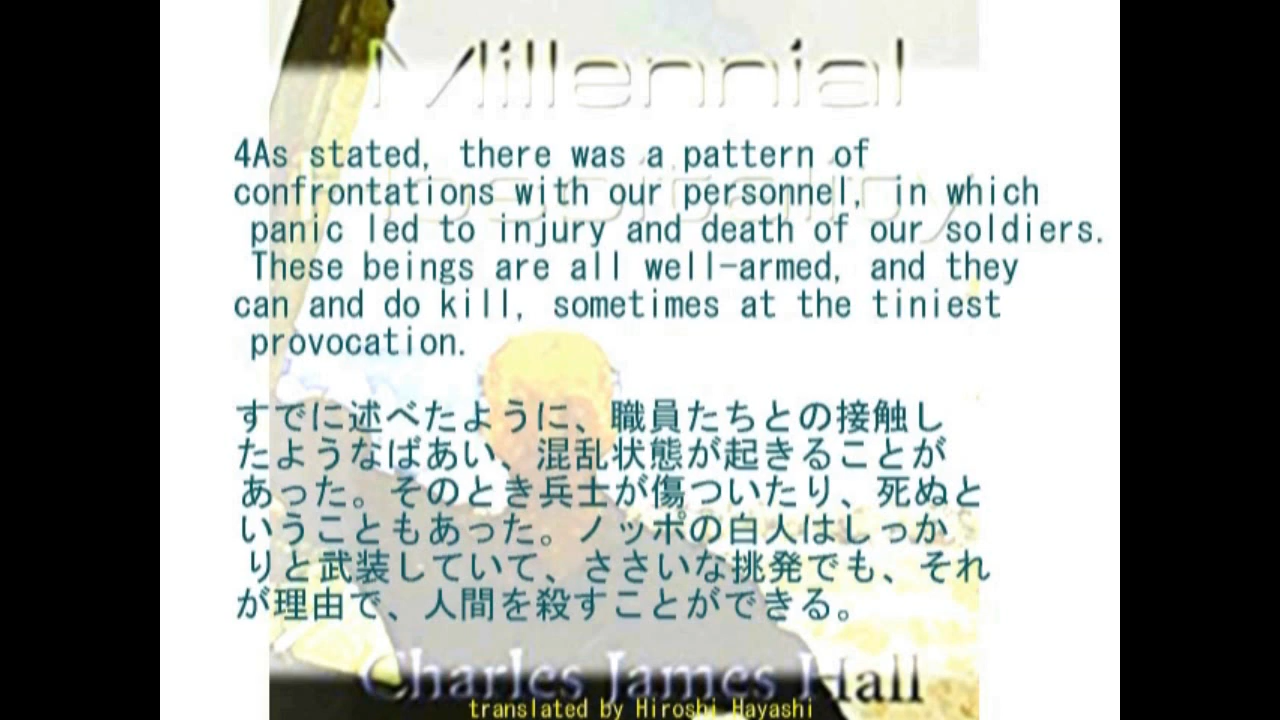 Millennial
Hospitality
4As stated, there was a pattern of
confrontations with our personnel, in which
panic led to injury and death of our soldiers.
These beings are all well-armed, and they
can and do kill, sometimes at the tiniest
provocation.
すでに述べたように、職員たちとの接触し
たようなばあい、混乱状態が起きることが
あった。そのとき兵士が傷ついたり、死ぬと
いうこともあった。ノッポの白人はしっか
りと武装していて、ささいな挑発でも、それ
が理由で、人間を殺すことができる。
Charles James Hall
translated by Hiroshi Hayashi